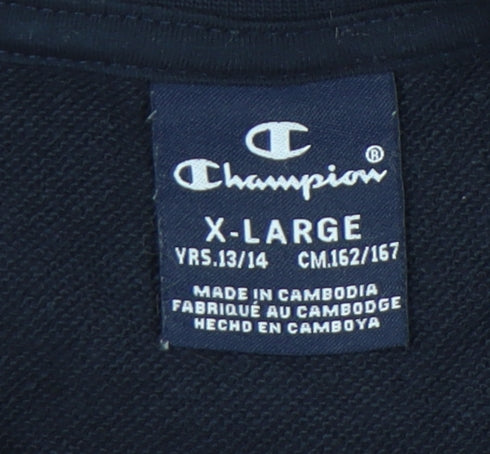 Champion®
X-LARGE
YRS.13/14 CM.162/167
MADE IN CAMBODIA
FABRIQUÉ AU CAMBODGE
HECHO EN CAMBOYA